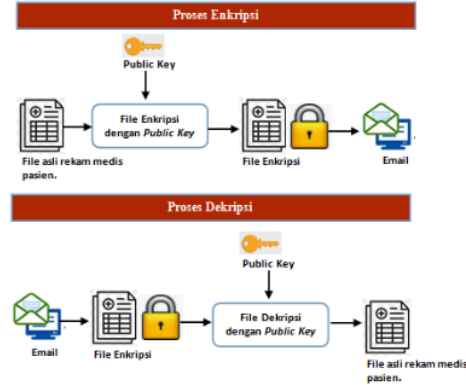 Proses Enkripsi
Public Key
File Enkripsi
dengan Public Key
File asli rekam medis
pasien.
File Enkripsi
Email
Proses Dekripsi
Public Key
File Dekripsi
dengan Public Key
Email
File Enkripsi
File asli rekam medis
pasien.